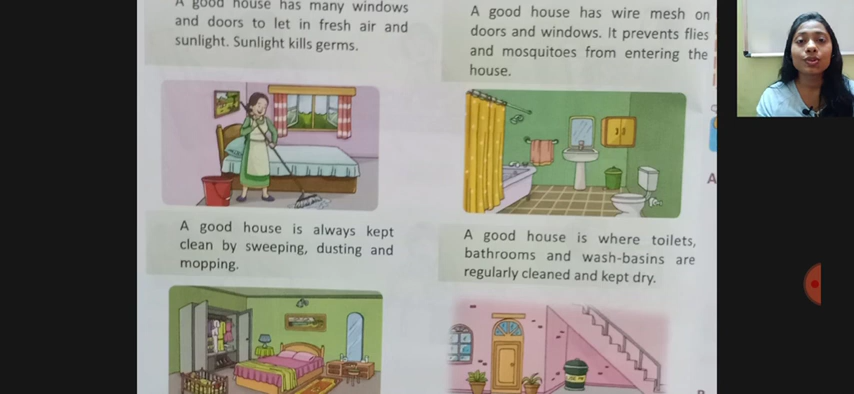 A good house has many windows
and doors to let in fresh air and
sunlight. Sunlight kills germs.
A good house has wire mesh on
doors and windows. It prevents flies
and mosquitoes from entering the
house.
A good house is always kept
clean by sweeping, dusting and
mopping.
A good house is where toilets,
bathrooms and wash-basins are
regularly cleaned and kept dry.
A